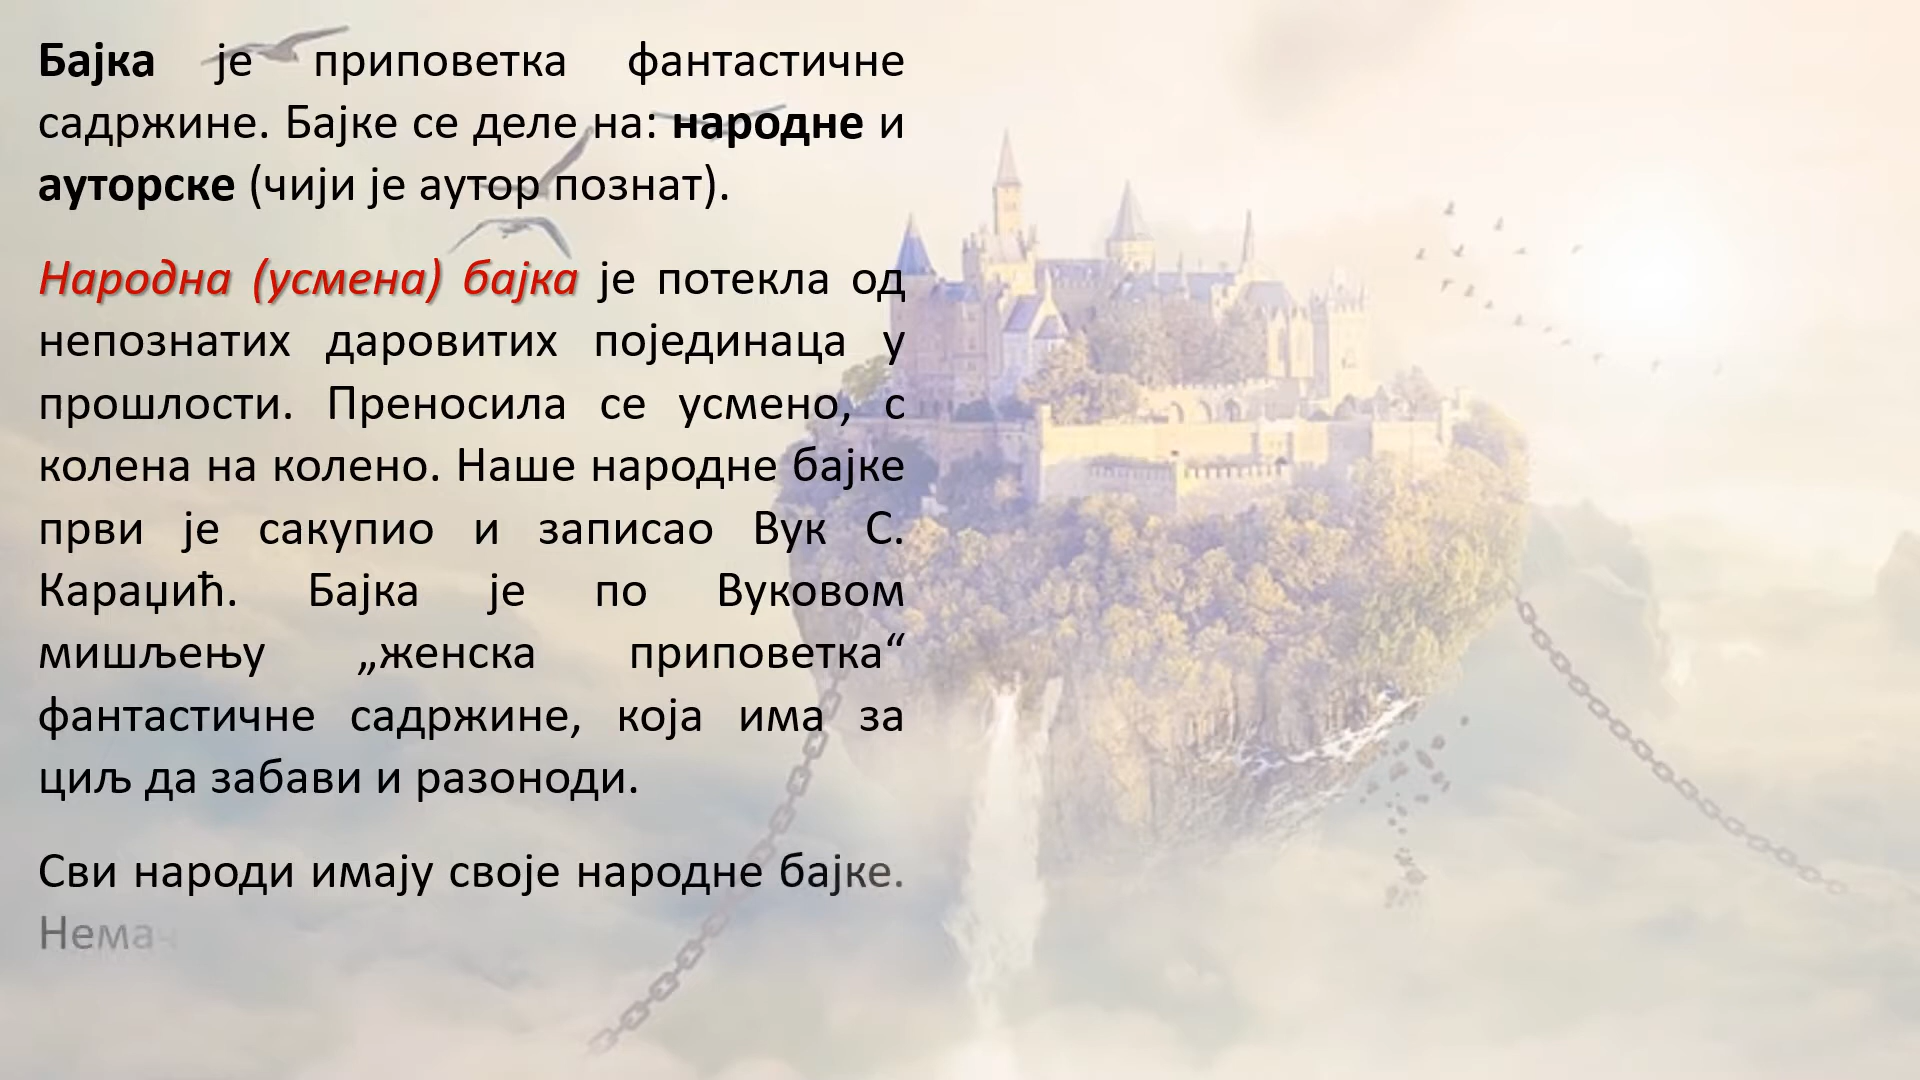 Бајка је приповетка фантастичне
садржине. Бајке се деле на: народне и
ауторске (чији је аутор познат).
Народна (усмена) бајка је потекла од
непознатих даровитих појединаца у
прошлости. Преносила се усмено, с
колена на колено. Наше народне бајке
први је сакупио и записао Вук С.
Караџић. Бајка је по Вуковом
мишљењу „женска приповетка“
фантастичне садржине, која има за
циљ да забави и разоноди.
Сви народи имају своје народне бајке.